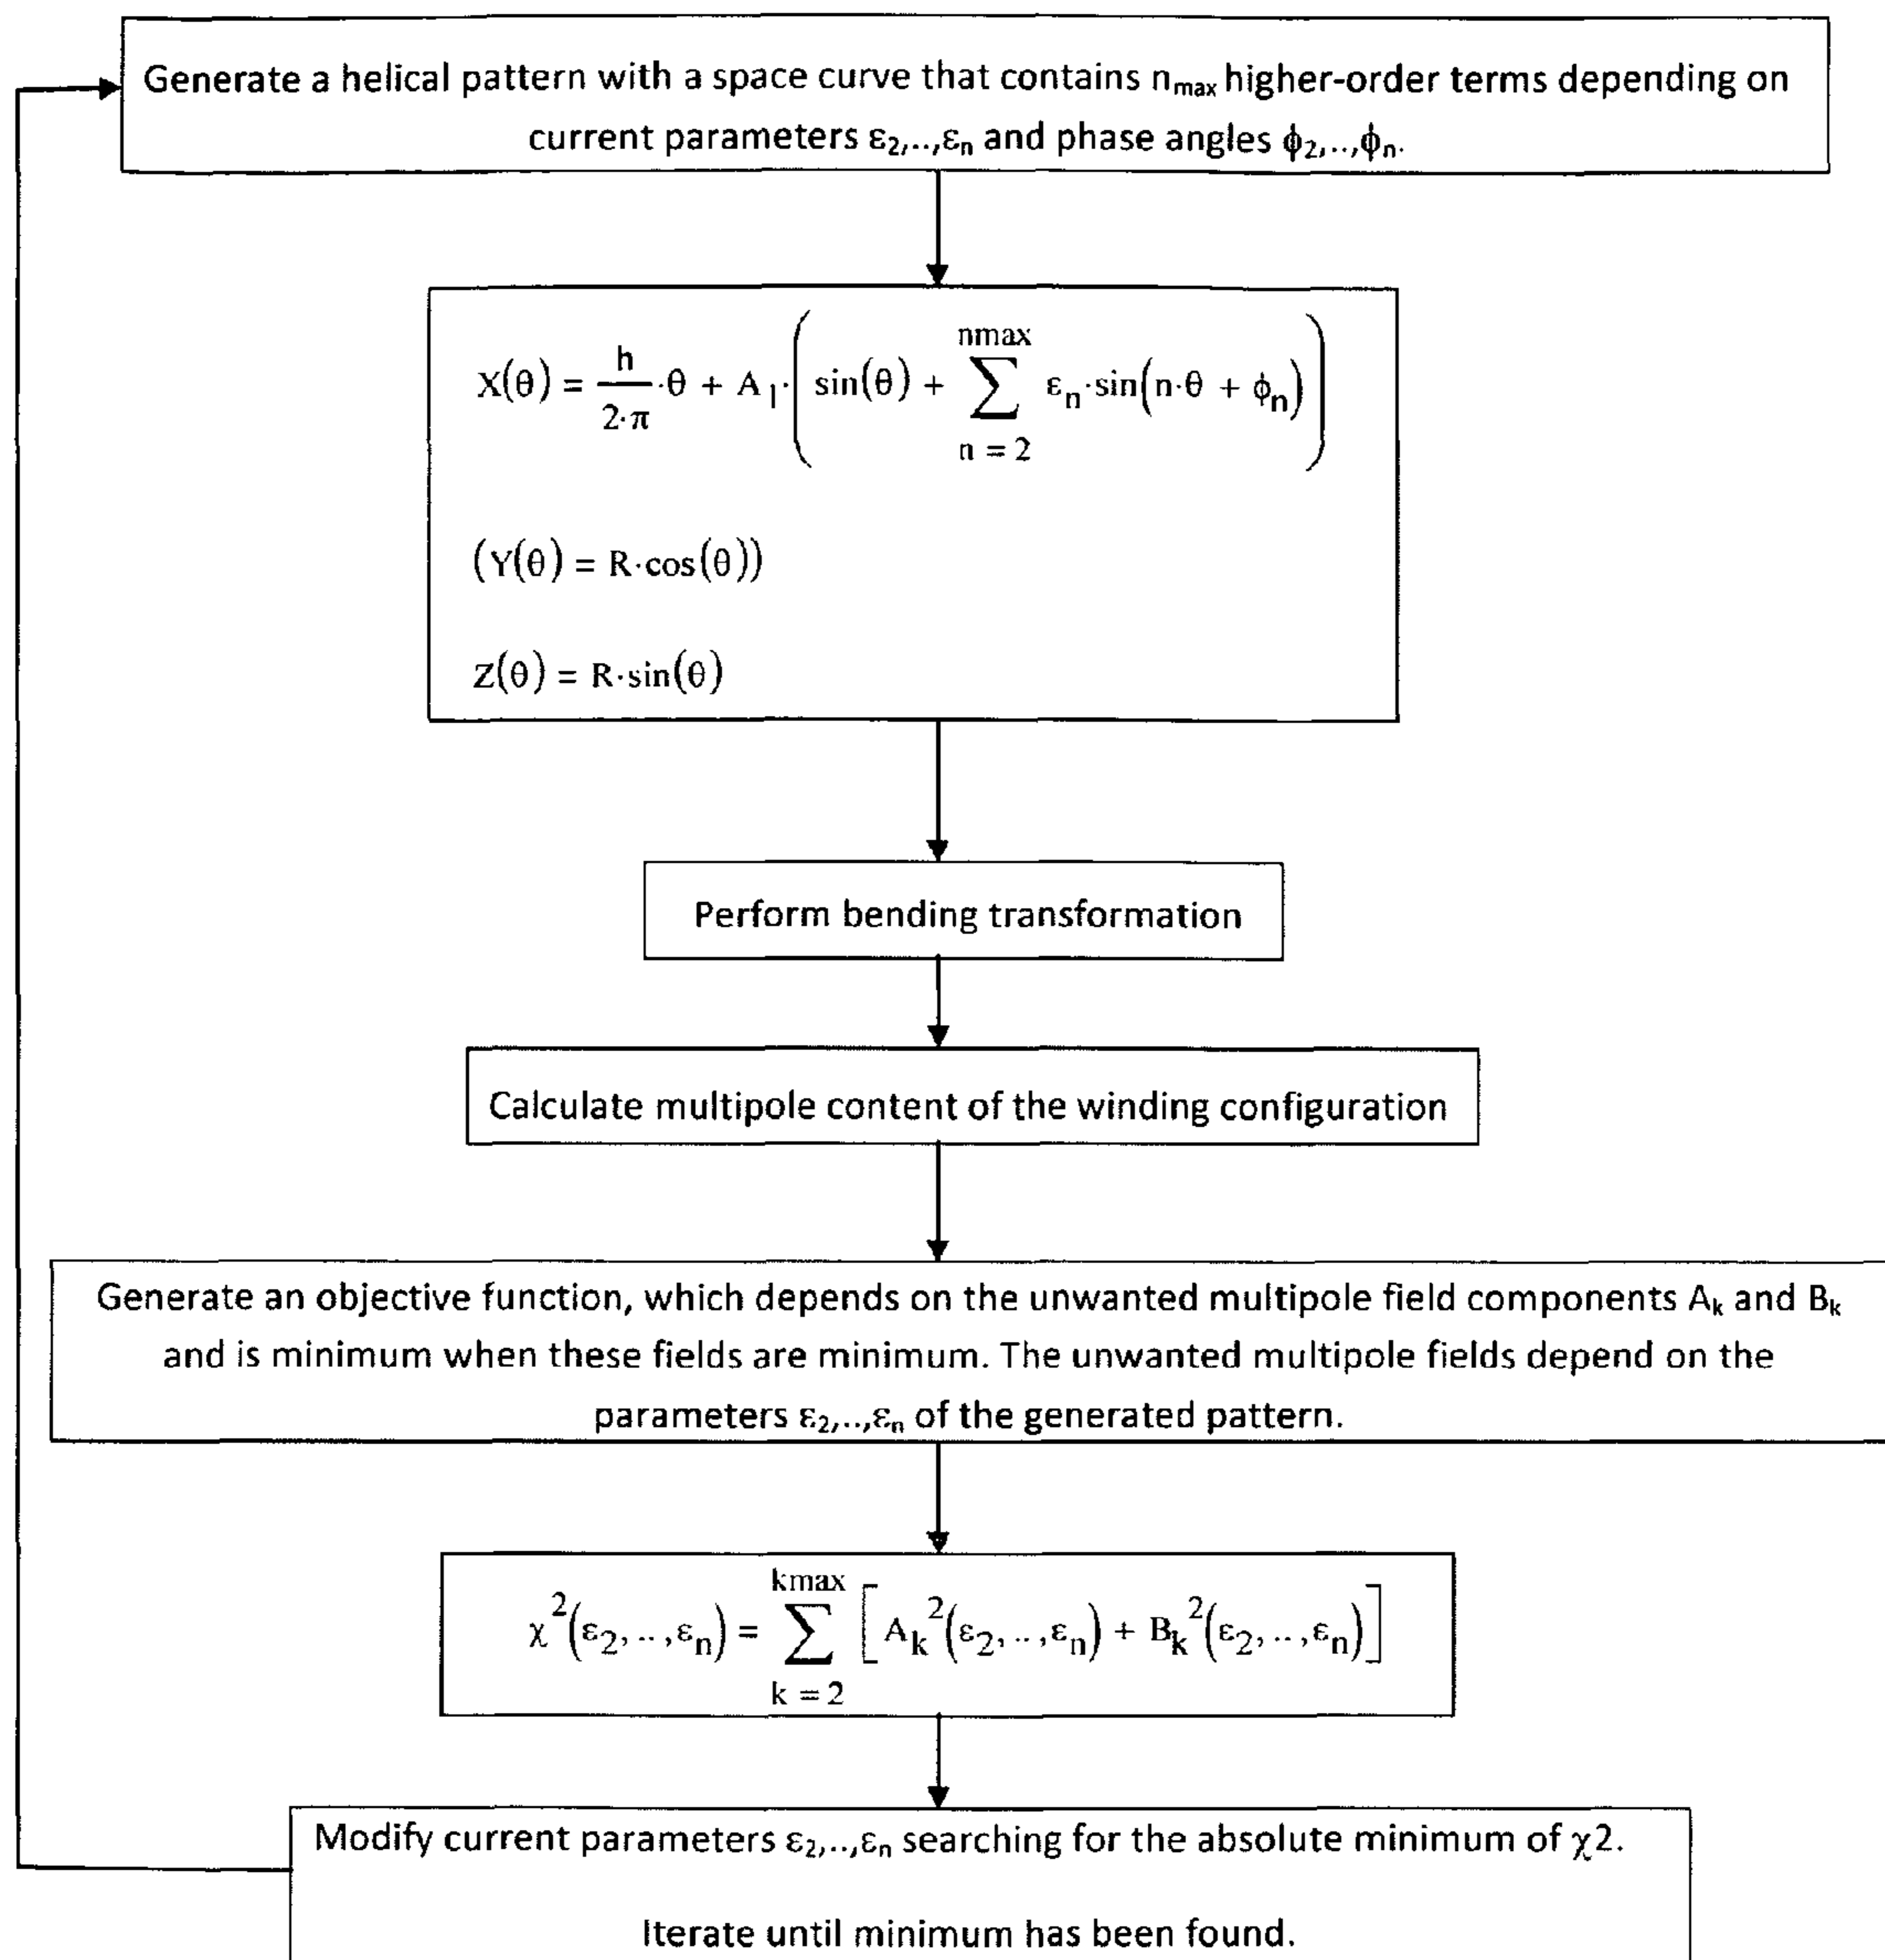 Generate a helical pattern with a space curve that contains nmax higher-order terms depending on
current parameters ε2,..,εn and phase angles ϕ2,..,ϕn.
X(θ) = h/(2·π)·θ + A1·( sin(θ) + ∑_{n = 2}^{nmax} εn·sin(n·θ + ϕn) )
(Y(θ) = R·cos(θ))
Z(θ) = R·sin(θ)
Perform bending transformation
Calculate multipole content of the winding configuration
Generate an objective function, which depends on the unwanted multipole field components Ak and Bk
and is minimum when these fields are minimum. The unwanted multipole fields depend on the
parameters ε2,..,εn of the generated pattern.
χ^2(ε2, .. ,εn) = ∑_{k = 2}^{kmax} [ Ak^2(ε2, .. ,εn) + Bk^2(ε2, .. ,εn) ]
Modify current parameters ε2,..,εn searching for the absolute minimum of χ2.
Iterate until minimum has been found.